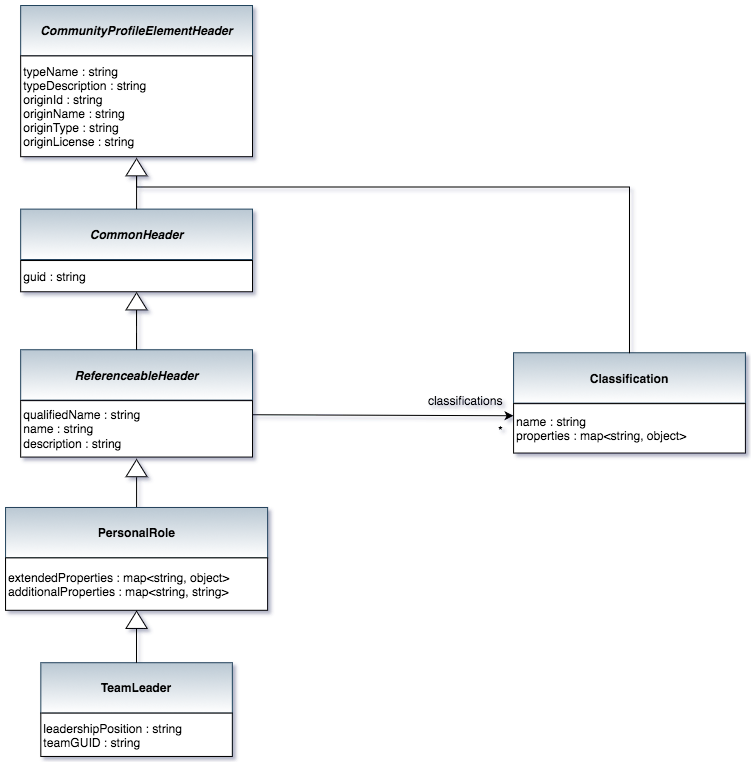 CommunityProfileElementHeader
typeName : string
typeDescription : string
originId : string
originName : string
originType : string
originLicense : string
CommonHeader
guid : string
ReferenceableHeader
qualifiedName : string
name : string
description : string
classifications
*
Classification
name : string
properties : map<string, object>
PersonalRole
extendedProperties : map<string, object>
additionalProperties : map<string, string>
TeamLeader
leadershipPosition : string
teamGUID : string